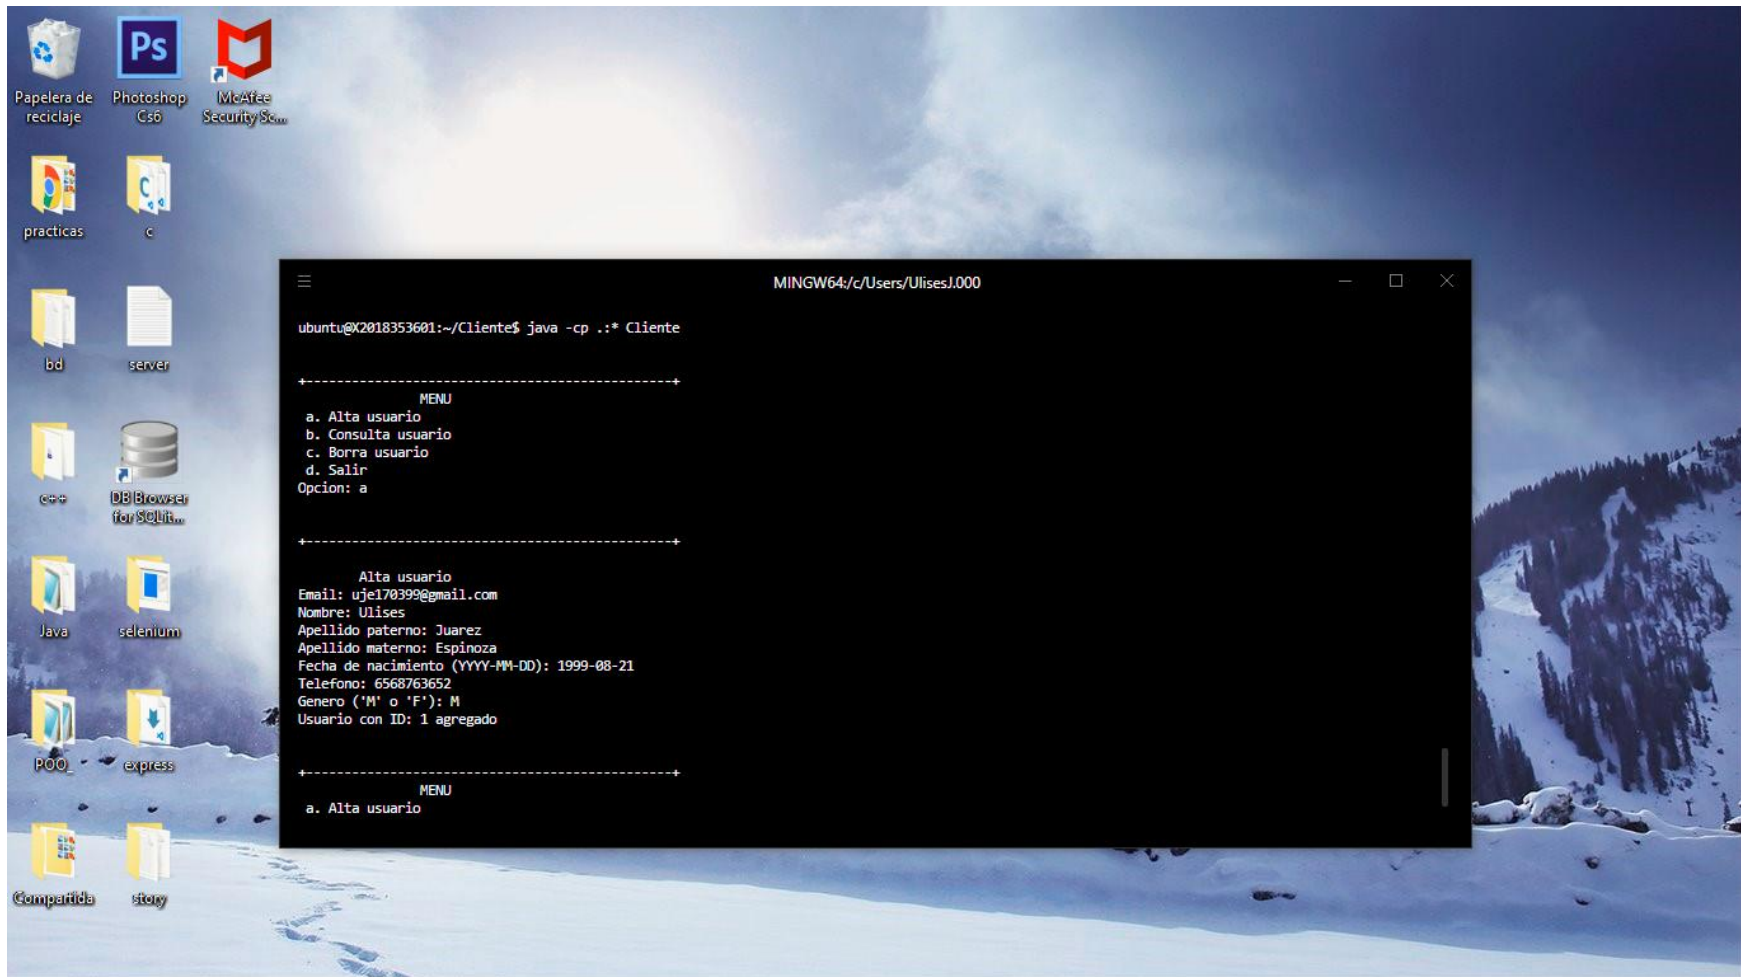 Ps
Papelera de
reciclaje
Photoshop
Cs6
McAfee
Security Sc...
practicas
c
bd
server
c++
DB Browser
for SQLit...
Java
selenium
POO_
express
Compartida
story
MINGW64:/c/Users/UlisesJ.000
ubuntu@X2018353601:~/Cliente$ java -cp .:* Cliente
+------------------------------------------------+
MENU
a. Alta usuario
b. Consulta usuario
c. Borra usuario
d. Salir
Opcion: a
+------------------------------------------------+
Alta usuario
Email: uje170399@gmail.com
Nombre: Ulises
Apellido paterno: Juarez
Apellido materno: Espinoza
Fecha de nacimiento (YYYY-MM-DD): 1999-08-21
Telefono: 6568763652
Genero ('M' o 'F'): M
Usuario con ID: 1 agregado
+------------------------------------------------+
MENU
a. Alta usuario